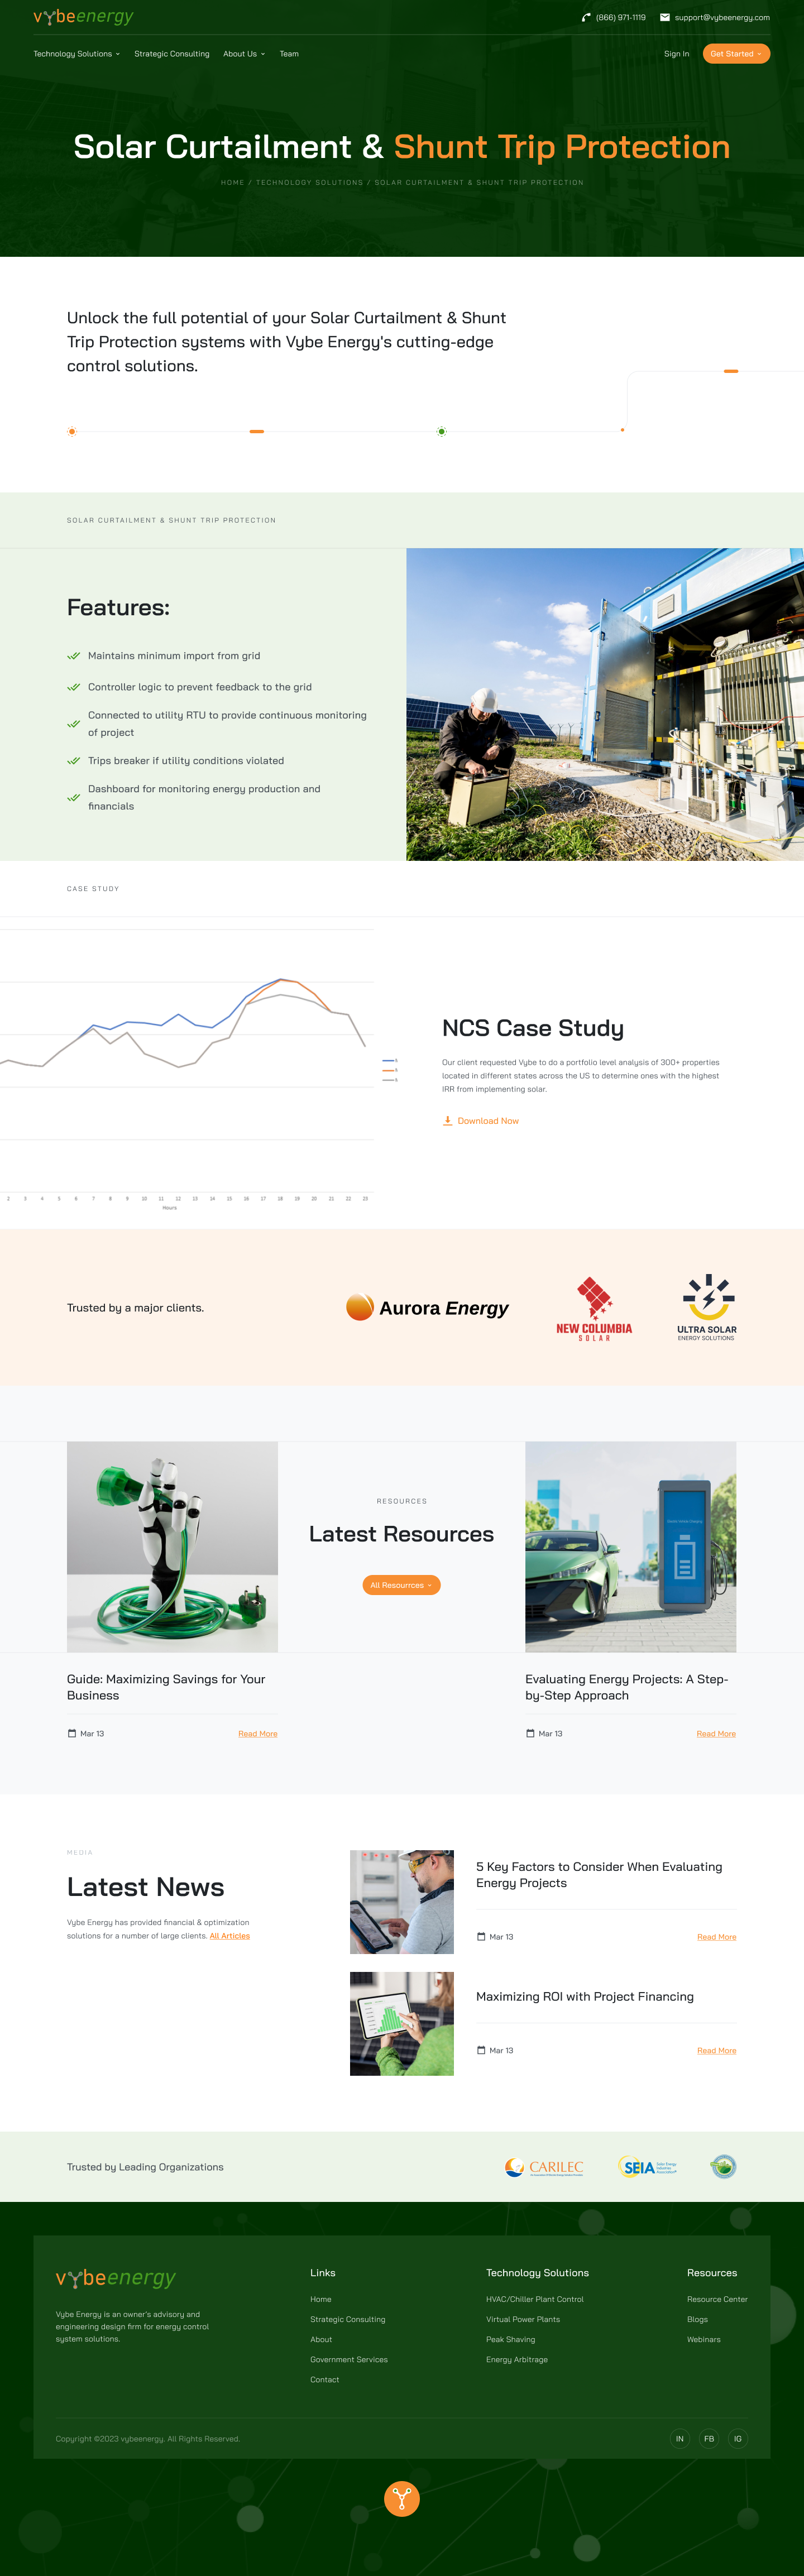 vybeenergy
(866) 971-1119
support@vybeenergy.com
Technology Solutions
Strategic Consulting
About Us
Team
Sign In
Get Started
Solar Curtailment & Shunt Trip Protection
HOME / TECHNOLOGY SOLUTIONS / SOLAR CURTAILMENT & SHUNT TRIP PROTECTION
Unlock the full potential of your Solar Curtailment & Shunt
Trip Protection systems with Vybe Energy's cutting-edge
control solutions.
SOLAR CURTAILMENT & SHUNT TRIP PROTECTION
Features:
Maintains minimum import from grid
Controller logic to prevent feedback to the grid
Connected to utility RTU to provide continuous monitoring
of project
Trips breaker if utility conditions violated
Dashboard for monitoring energy production and
financials
CASE STUDY
2 3 4 5 6 7 8 9 10 11 12 13 14 15 16 17 18 19 20 21 22 23
Hours
NCS Case Study
Our client requested Vybe to do a portfolio level analysis of 300+ properties
located in different states across the US to determine ones with the highest
IRR from implementing solar.
Download Now
Trusted by a major clients.
Aurora Energy
NEW COLUMBIA
SOLAR
ULTRA SOLAR
ENERGY SOLUTIONS
RESOURCES
Latest Resources
All Resourrces
Guide: Maximizing Savings for Your
Business
Mar 13
Read More
Evaluating Energy Projects: A Step-
by-Step Approach
Mar 13
Read More
MEDIA
Latest News
Vybe Energy has provided financial & optimization
solutions for a number of large clients. All Articles
5 Key Factors to Consider When Evaluating
Energy Projects
Mar 13
Read More
Maximizing ROI with Project Financing
Mar 13
Read More
Trusted by Leading Organizations
CARILEC
SEIA
Solar Energy
Industries
Association
vybeenergy
Vybe Energy is an owner's advisory and
engineering design firm for energy control
system solutions.
Links
Home
Strategic Consulting
About
Government Services
Contact
Technology Solutions
HVAC/Chiller Plant Control
Virtual Power Plants
Peak Shaving
Energy Arbitrage
Resources
Resource Center
Blogs
Webinars
Copyright ©2023 vybeenergy. All Rights Reserved.
IN
FB
IG